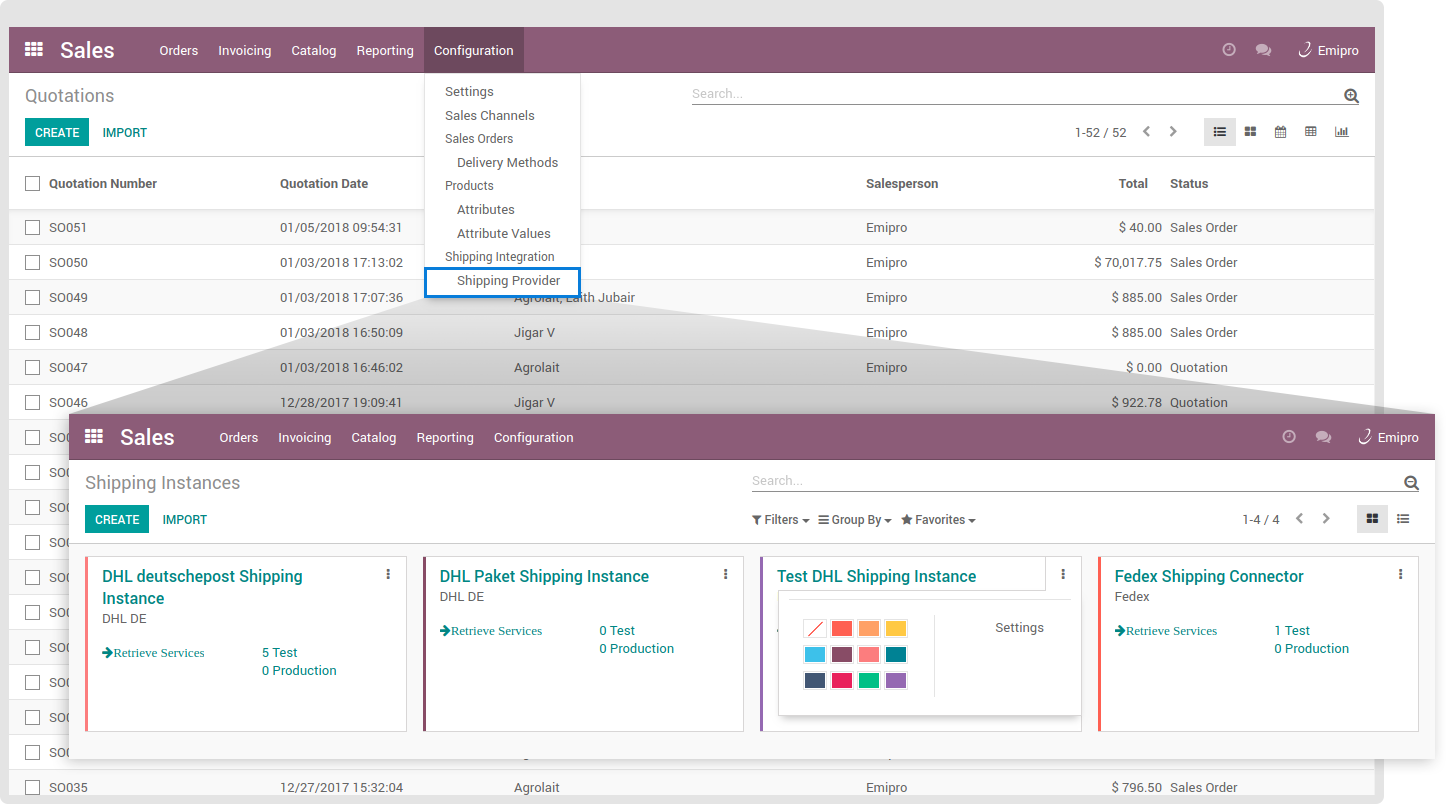 Sales Orders Invoicing Catalog Reporting Configuration Emipro
Quotations Settings Search...
Sales Channels
CREATE IMPORT Sales Orders 1-52 / 52
Delivery Methods
Quotation Number Quotation Date Products Salesperson Total Status
Attributes
SO051 01/05/2018 09:54:31 Attribute Values Emipro $ 40.00 Sales Order
SO050 01/03/2018 17:13:02 Shipping Integration Emipro $ 70,017.75 Sales Order
Shipping Provider
SO049 01/03/2018 17:07:36 Agrolait, Laith Jubair Emipro $ 885.00 Sales Order
SO048 01/03/2018 16:50:09 Jigar V Emipro $ 885.00 Sales Order
SO047 01/03/2018 16:46:02 Agrolait Emipro $ 0.00 Quotation
SO046 12/28/2017 19:09:41 Jigar V $ 922.78 Quotation
Sales Orders Invoicing Catalog Reporting Configuration Emipro
Shipping Instances Search...
CREATE IMPORT Filters Group By Favorites 1-4 / 4
DHL deutschepost Shipping Instance
DHL DE
Retrieve Services 5 Test
0 Production
DHL Paket Shipping Instance
DHL DE
Retrieve Services 0 Test
0 Production
Test DHL Shipping Instance
Settings
Fedex Shipping Connector
Fedex
Retrieve Services 1 Test
0 Production
SO035 12/27/2017 15:32:04 Agrolait Emipro $ 796.50 Sales Order